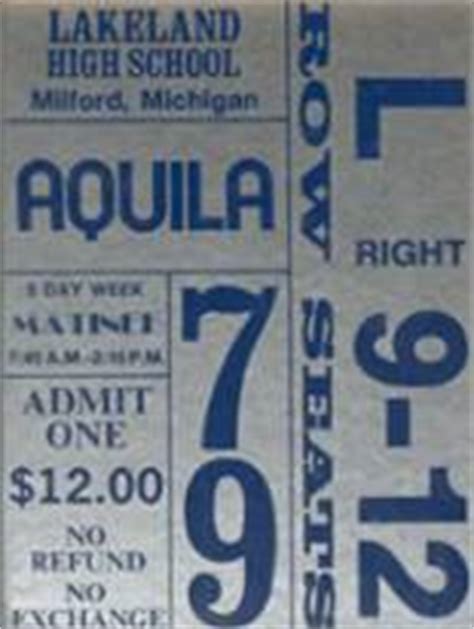 LAKELAND
HIGH SCHOOL
Milford, Michigan
AQUILA
5 DAY WEEK
MATINEE
7:45 A.M.-2:15 P.M.
ADMIT
ONE
$12.00
NO
REFUND
NO
EXCHANGE
79
ROW SEATS
L
RIGHT
9-12